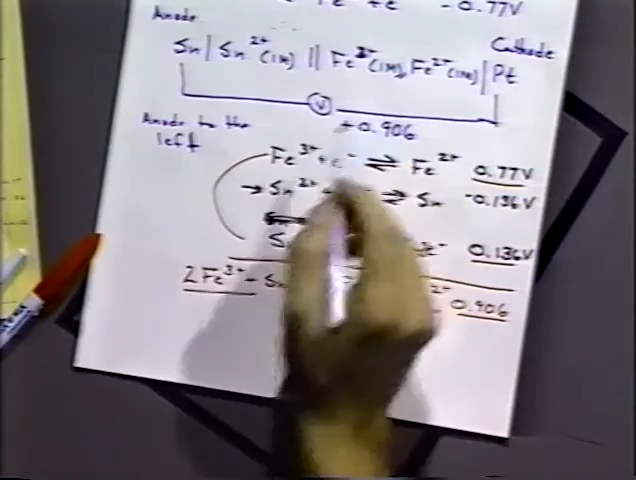 +e⁻ -0.77V
Anode
Cathode
Sn | Sn²⁺(1M) || Fe³⁺(1M), Fe²⁺(1M) | Pt
V
+0.906
Anode to the
left
Fe³⁺ + e⁻ ⇌ Fe²⁺ 0.77V
→ Sn²⁺ ⇌ Sn -0.136V
0.136V
2Fe³⁺ 0.906